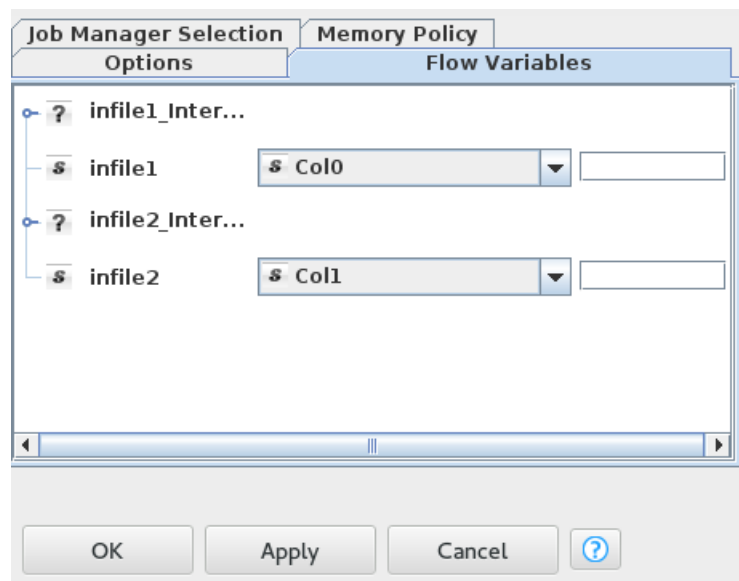 Job Manager Selection Memory Policy
Options Flow Variables
? infile1_Inter...
s infile1 s Col0
? infile2_Inter...
s infile2 s Col1
OK Apply Cancel ?